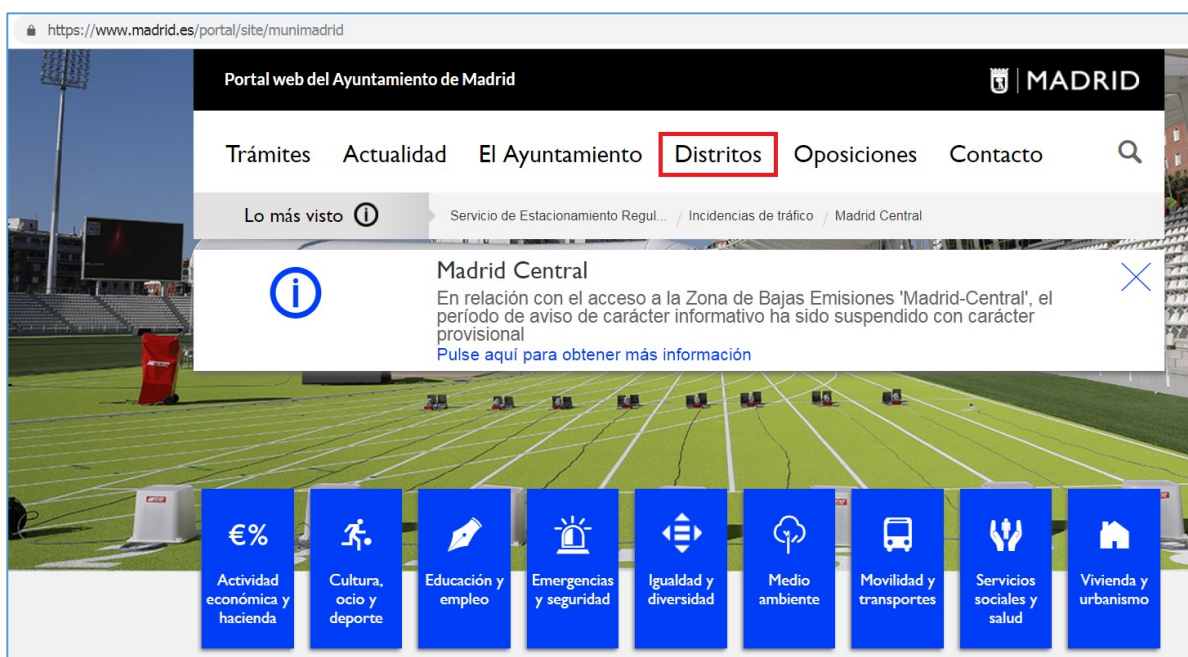 https://www.madrid.es/portal/site/munimadrid
Portal web del Ayuntamiento de Madrid
MADRID
Trámites Actualidad El Ayuntamiento Distritos Oposiciones Contacto
Lo más visto Servicio de Estacionamiento Regul... / Incidencias de tráfico / Madrid Central
Madrid Central
En relación con el acceso a la Zona de Bajas Emisiones 'Madrid-Central', el
período de aviso de carácter informativo ha sido suspendido con carácter
provisional
Pulse aquí para obtener más información
€%
Actividad
económica y
hacienda
Cultura,
ocio y
deporte
Educación y
empleo
Emergencias
y seguridad
Igualdad y
diversidad
Medio
ambiente
Movilidad y
transportes
Servicios
sociales y
salud
Vivienda y
urbanismo